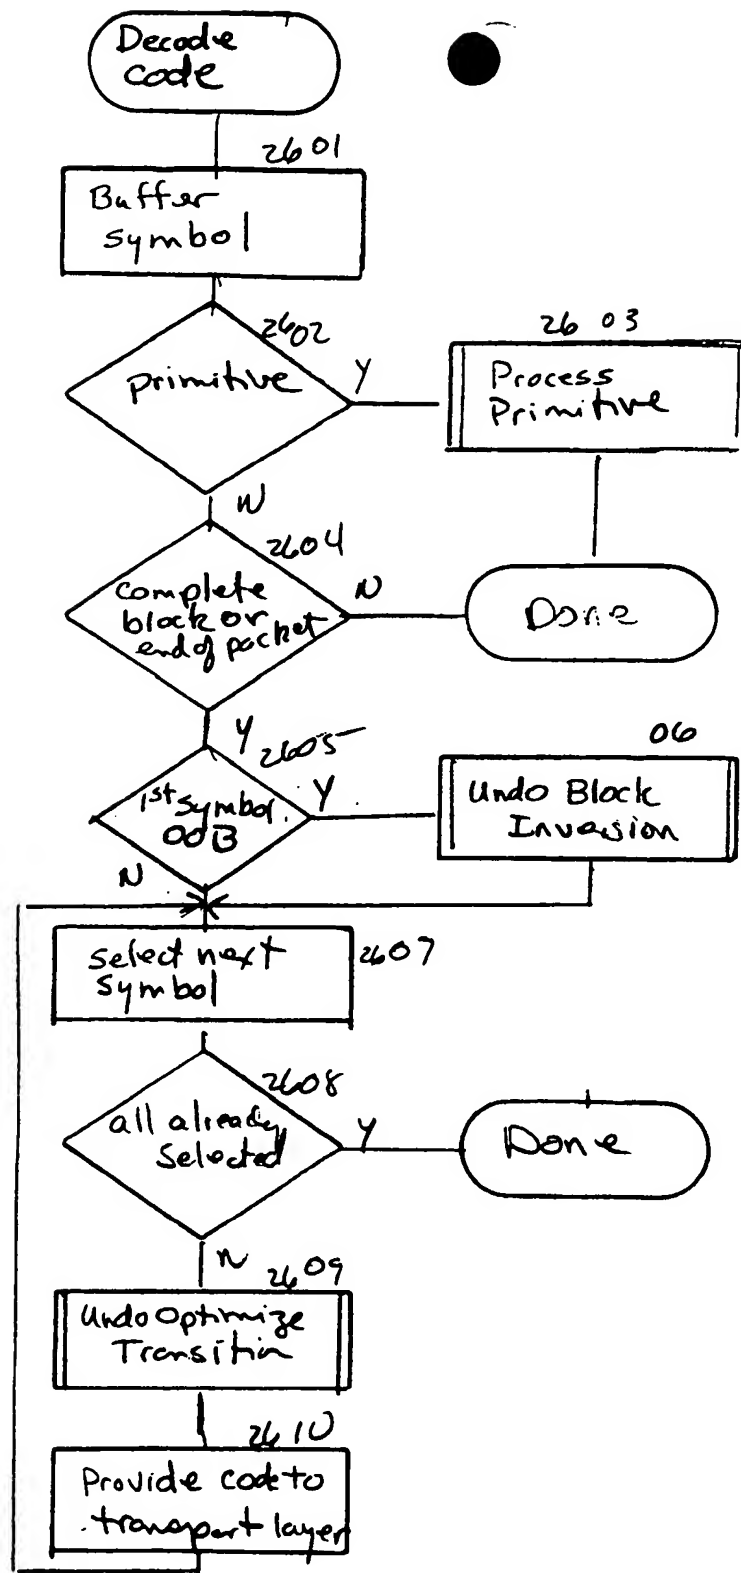 Decode
code
2601
Buffer
symbol
2602
primitive
Y
2603
Process
Primitive
N
2604
complete
block or
end of packet
N
Done
Y
2605
1st symbol
OOB
Y
06
Undo Block
Inversion
N
select next
symbol
2607
2608
all already
selected
Y
Done
N
2609
Undo Optimize
Transition
2610
Provide code to
transport layer